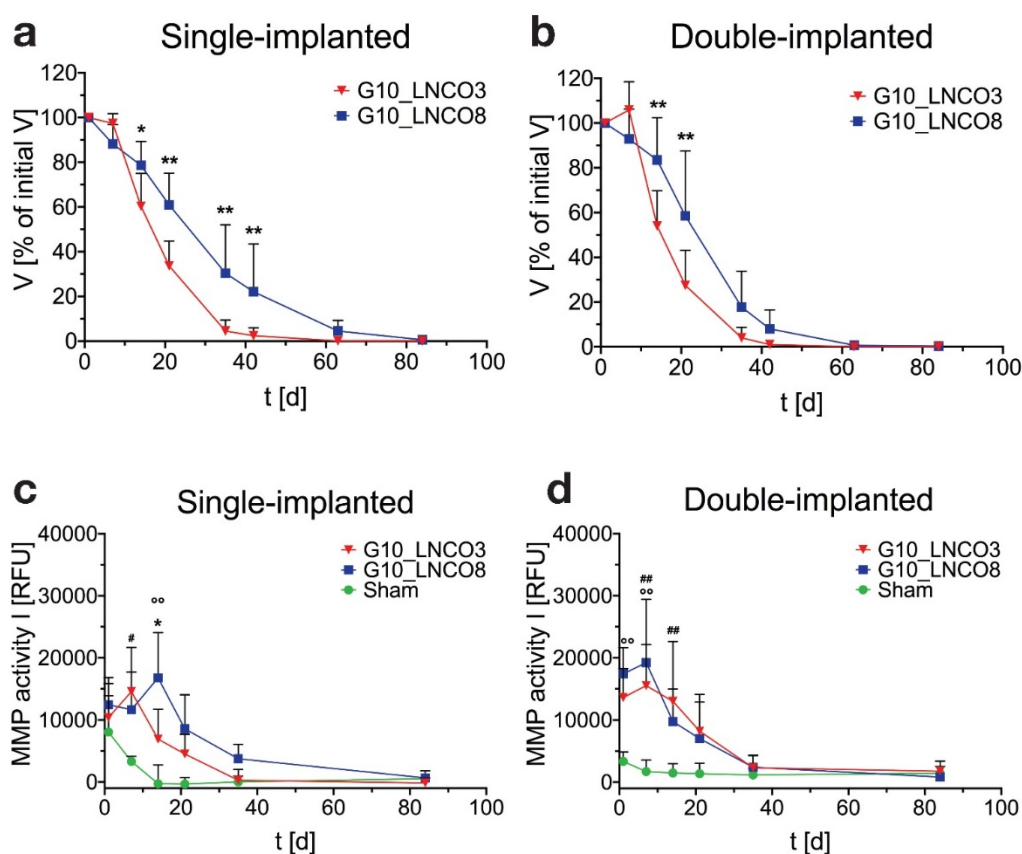 a
Single-implanted
V [% of initial V]
120
100
80
60
40
20
0
G10_LNCO3
G10_LNCO8
*
**
**
**
0 20 40 60 80 100
t [d]
b
Double-implanted
V [% of initial V]
120
100
80
60
40
20
0
G10_LNCO3
G10_LNCO8
**
**
0 20 40 60 80 100
t [d]
c
Single-implanted
MMP activity I [RFU]
40000
30000
20000
10000
0
G10_LNCO3
G10_LNCO8
Sham
#
°°
*
0 20 40 60 80 100
t [d]
d
Double-implanted
MMP activity I [RFU]
40000
30000
20000
10000
0
G10_LNCO3
G10_LNCO8
Sham
°°
##
°°
##
0 20 40 60 80 100
t [d]